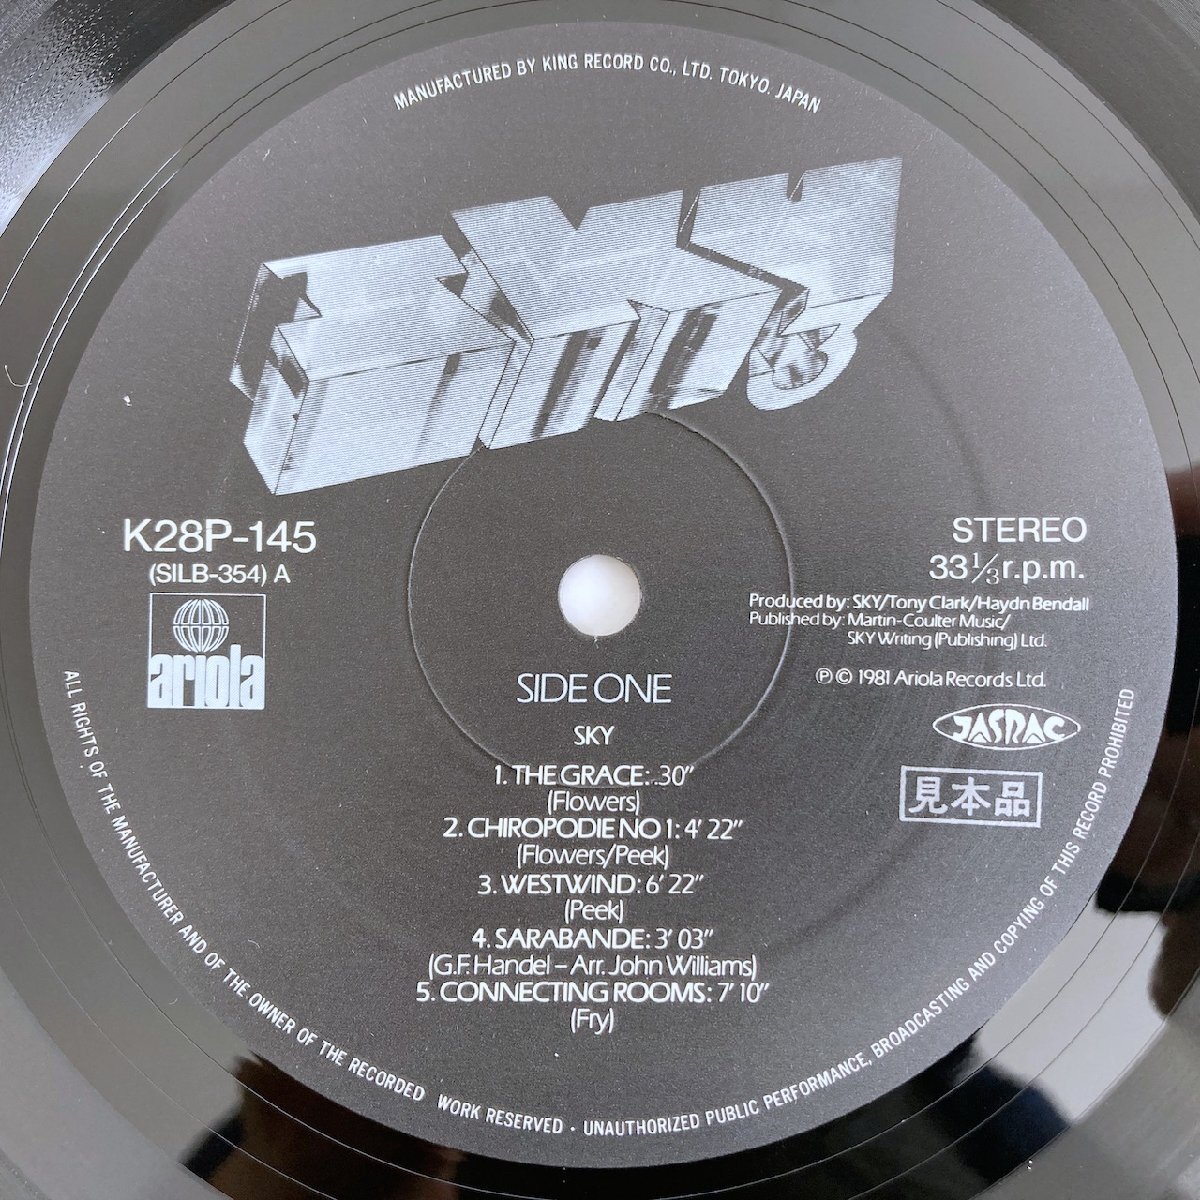 MANUFACTURED BY KING RECORD CO., LTD. TOKYO. JAPAN
SKY 3
K28P-145
(SILB-354) A
ariola
STEREO
33 1/3 r.p.m.
Produced by: SKY/Tony Clark/Haydn Bendall
Published by: Martin-Coulter Music/
SKY Writing (Publishing) Ltd.
℗ © 1981 Ariola Records Ltd.
JASRAC
見本品
SIDE ONE
SKY
1. THE GRACE: .30"
(Flowers)
2. CHIROPODIE NO 1: 4' 22"
(Flowers/Peek)
3. WESTWIND: 6' 22"
(Peek)
4. SARABANDE: 3' 03"
(G.F. Handel – Arr. John Williams)
5. CONNECTING ROOMS: 7' 10"
(Fry)
ALL RIGHTS OF THE MANUFACTURER AND OF THE OWNER OF THE RECORDED WORK RESERVED · UNAUTHORIZED PUBLIC PERFORMANCE, BROADCASTING AND COPYING OF THIS RECORD PROHIBITED